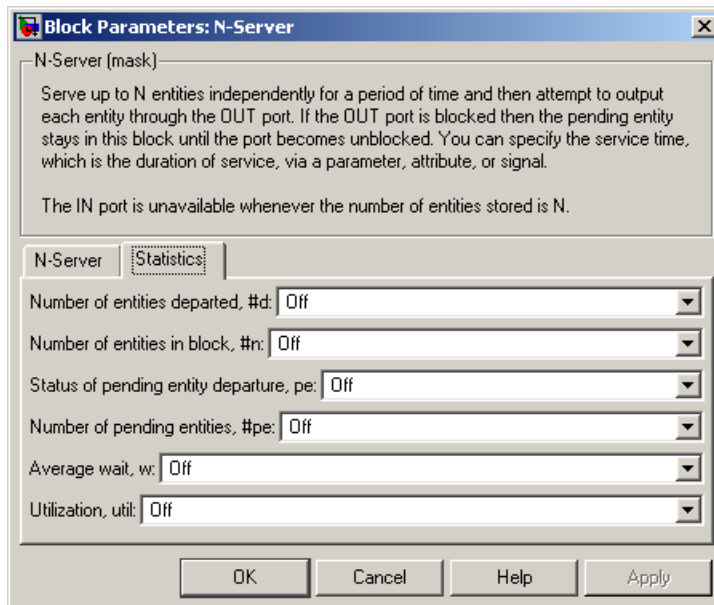 Block Parameters: N-Server
N-Server (mask)
Serve up to N entities independently for a period of time and then attempt to output
each entity through the OUT port. If the OUT port is blocked then the pending entity
stays in this block until the port becomes unblocked. You can specify the service time,
which is the duration of service, via a parameter, attribute, or signal.
The IN port is unavailable whenever the number of entities stored is N.
N-Server Statistics
Number of entities departed, #d: Off
Number of entities in block, #n: Off
Status of pending entity departure, pe: Off
Number of pending entities, #pe: Off
Average wait, w: Off
Utilization, util: Off
OK Cancel Help Apply